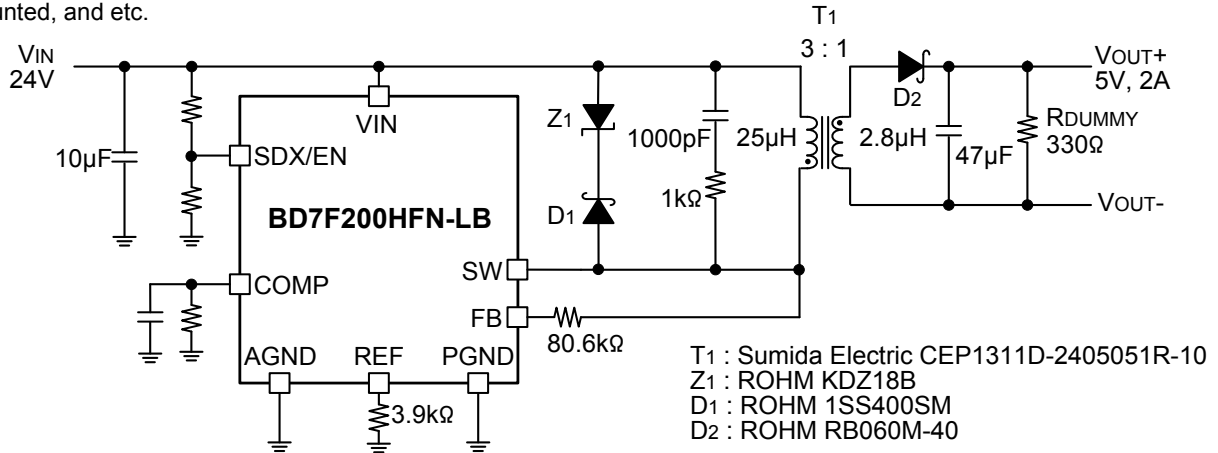 unted, and etc.
T1
3 : 1
VIN
24V
VOUT+
5V, 2A
D2
VIN
Z1
1000pF
25µH
2.8µH
47µF
RDUMMY
330Ω
10µF
SDX/EN
BD7F200HFN-LB
D1
1kΩ
VOUT-
SW
COMP
FB
80.6kΩ
AGND
REF
PGND
3.9kΩ
T1 : Sumida Electric CEP1311D-2405051R-10
Z1 : ROHM KDZ18B
D1 : ROHM 1SS400SM
D2 : ROHM RB060M-40